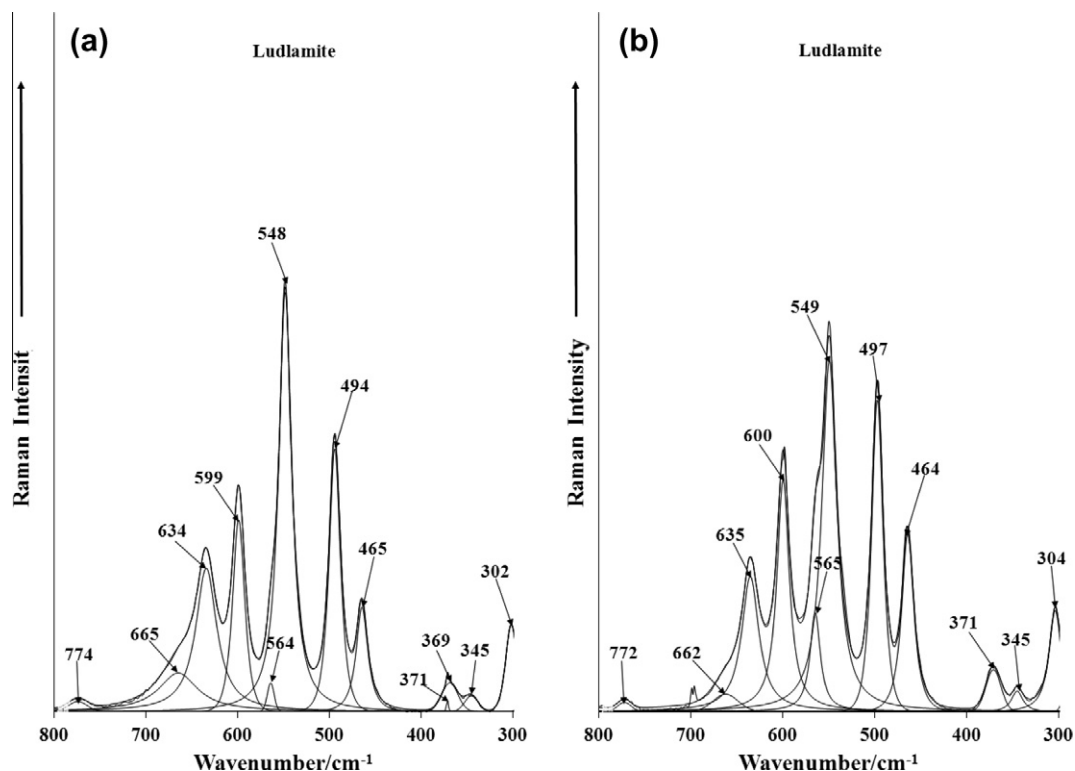 (a)
Ludlamite
Raman Intensit
548
494
599
634
465
302
665
564
369
345
774
371
800 700 600 500 400 300
Wavenumber/cm-1
(b)
Ludlamite
Raman Intensity
549
497
600
464
635
565
304
371
345
772
662
800 700 600 500 400 300
Wavenumber/cm-1